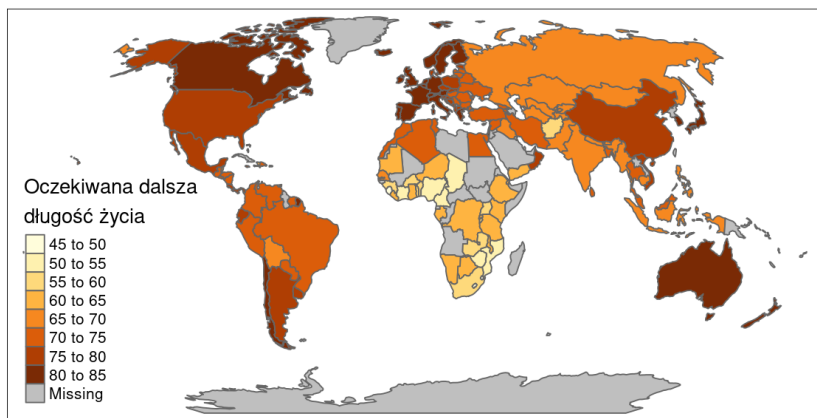 Oczekiwana dalsza
długość życia
45 to 50
50 to 55
55 to 60
60 to 65
65 to 70
70 to 75
75 to 80
80 to 85
Missing